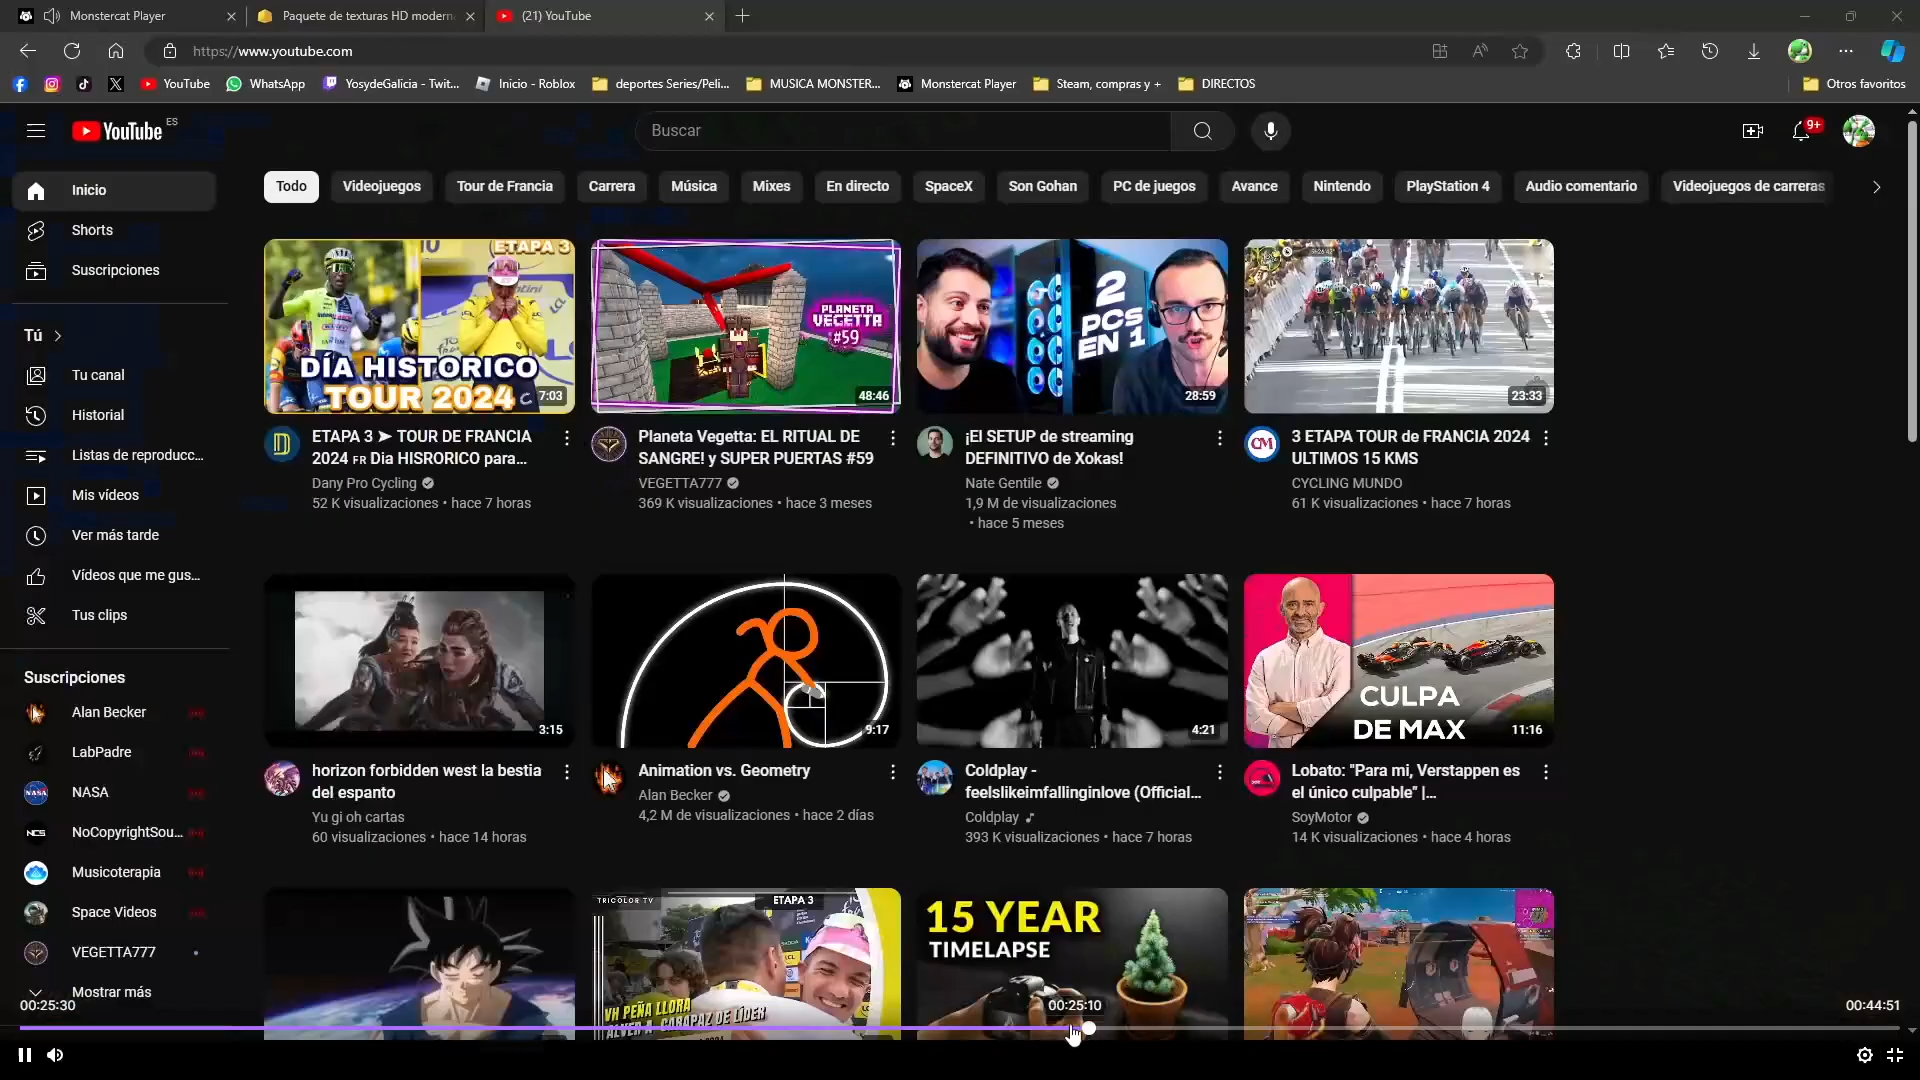 Monstercat Player
Paquete de texturas HD modern
(21) YouTube
https://www.youtube.com
YouTube
WhatsApp
YosydeGalicia - Twit...
Inicio - Roblox
deportes Series/Peli...
MUSICA MONSTER...
Monstercat Player
Steam, compras y +
DIRECTOS
Otros favoritos
YouTube ES
Buscar
9+
Inicio
Shorts
Suscripciones
Tú
Tu canal
Historial
Listas de reproducc...
Mis vídeos
Ver más tarde
Vídeos que me gus...
Tus clips
Suscripciones
Alan Becker
LabPadre
NASA
NoCopyrightSou...
Musicoterapia
Space Videos
VEGETTA777
Mostrar más
Todo
Videojuegos
Tour de Francia
Carrera
Música
Mixes
En directo
SpaceX
Son Gohan
PC de juegos
Avance
Nintendo
PlayStation 4
Audio comentario
Videojuegos de carreras
ETAPA 3
DÍA HISTORICO
TOUR 2024
7:03
ETAPA 3 ➤ TOUR DE FRANCIA
2024 FR Dia HISRORICO para...
Dany Pro Cycling
52 K visualizaciones • hace 7 horas
PLANETA
VEGETTA
#59
48:46
Planeta Vegetta: EL RITUAL DE
SANGRE! y SUPER PUERTAS #59
VEGETTA777
369 K visualizaciones • hace 3 meses
2
PCS
EN 1
28:59
¡El SETUP de streaming
DEFINITIVO de Xokas!
Nate Gentile
1,9 M de visualizaciones
• hace 5 meses
23:33
CM
3 ETAPA TOUR de FRANCIA 2024
ULTIMOS 15 KMS
CYCLING MUNDO
61 K visualizaciones • hace 7 horas
3:15
horizon forbidden west la bestia
del espanto
Yu gi oh cartas
60 visualizaciones • hace 14 horas
9:17
Animation vs. Geometry
Alan Becker
4,2 M de visualizaciones • hace 2 días
4:21
Coldplay -
feelslikeimfallinginlove (Official...
Coldplay
393 K visualizaciones • hace 7 horas
CULPA
DE MAX
11:16
Lobato: "Para mi, Verstappen es
el único culpable" |...
SoyMotor
14 K visualizaciones • hace 4 horas
TRICOLOR TV
ETAPA 3
VH PEÑA LLORA
CARAPAZ DE LÍDER
15 YEAR
TIMELAPSE
00:25:30
00:25:10
00:44:51